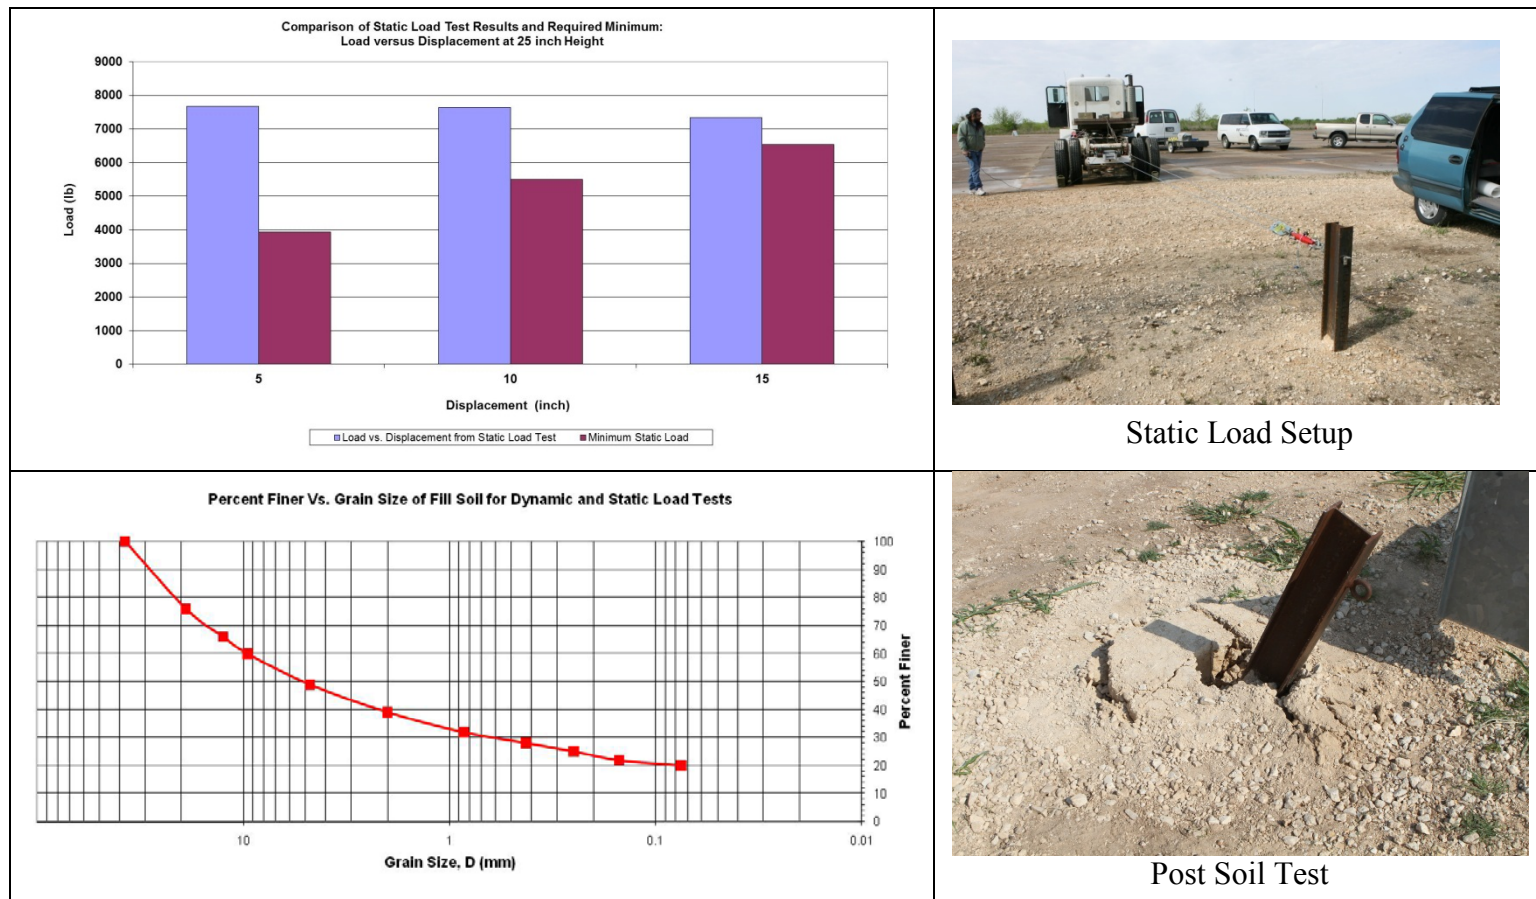 Comparison of Static Load Test Results and Required Minimum:
Load versus Displacement at 25 inch Height
9000
8000
7000
6000
5000
4000
3000
2000
1000
0
Load (lb)
5 10 15
Displacement (inch)
Load vs. Displacement from Static Load Test Minimum Static Load
Static Load Setup
Percent Finer Vs. Grain Size of Fill Soil for Dynamic and Static Load Tests
100
90
80
70
60
50
40
30
20
10
0
Percent Finer
10 1 0.1 0.01
Grain Size, D (mm)
Post Soil Test